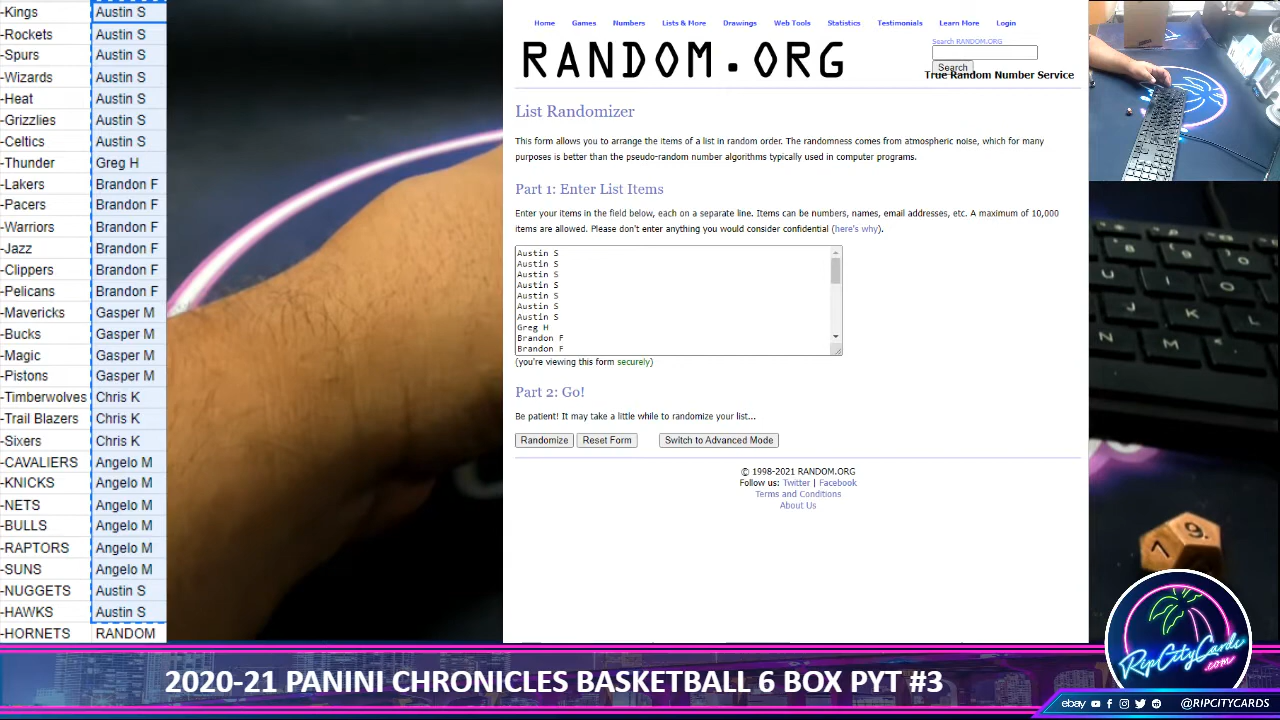 -Kings Austin S
-Rockets Austin S
-Spurs Austin S
-Wizards Austin S
-Heat Austin S
-Grizzlies Austin S
-Celtics Austin S
-Thunder Greg H
-Lakers Brandon F
-Pacers Brandon F
-Warriors Brandon F
-Jazz Brandon F
-Clippers Brandon F
-Pelicans Brandon F
-Mavericks Gasper M
-Bucks Gasper M
-Magic Gasper M
-Pistons Gasper M
-Timberwolves Chris K
-Trail Blazers Chris K
-Sixers Chris K
-CAVALIERS Angelo M
-KNICKS Angelo M
-NETS Angelo M
-BULLS Angelo M
-RAPTORS Angelo M
-SUNS Angelo M
-NUGGETS Austin S
-HAWKS Austin S
-HORNETS RANDOM
Home Games Numbers Lists & More Drawings Web Tools Statistics Testimonials Learn More Login
RANDOM.ORG
Search RANDOM.ORG
Search
True Random Number Service
List Randomizer
This form allows you to arrange the items of a list in random order. The randomness comes from atmospheric noise, which for many
purposes is better than the pseudo-random number algorithms typically used in computer programs.
Part 1: Enter List Items
Enter your items in the field below, each on a separate line. Items can be numbers, names, email addresses, etc. A maximum of 10,000
items are allowed. Please don't enter anything you would consider confidential (here's why).
Austin S
Austin S
Austin S
Austin S
Austin S
Austin S
Austin S
Greg H
Brandon F
Brandon F
(you're viewing this form securely)
Part 2: Go!
Be patient! It may take a little while to randomize your list...
Randomize Reset Form Switch to Advanced Mode
© 1998-2021 RANDOM.ORG
Follow us: Twitter | Facebook
Terms and Conditions
About Us
U I
J K
N M
7 9.
RipCityCards
.com
2020-21 PANINI CHRONICLES BASKETBALL 6 BOX PYT #3
ebay @RIPCITYCARDS